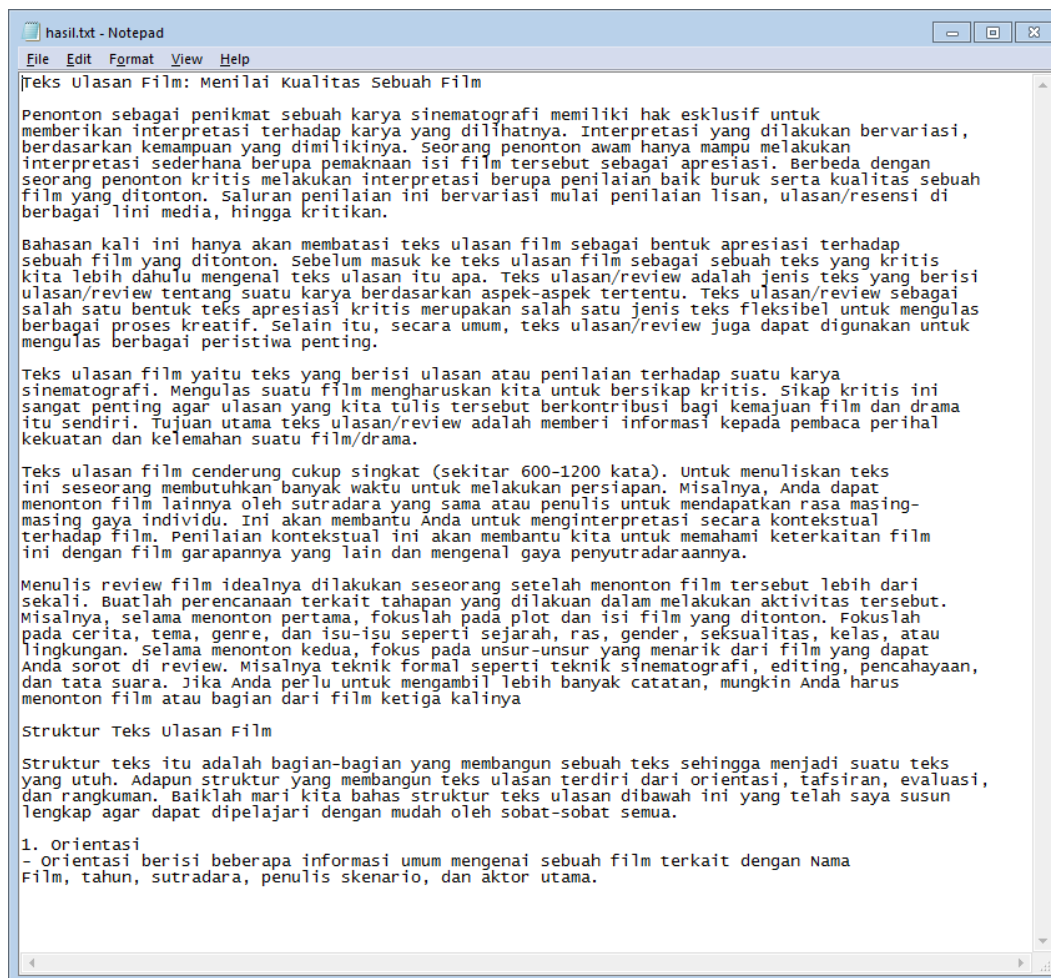 hasil.txt - Notepad
File Edit Format View Help
Teks Ulasan Film: Menilai Kualitas Sebuah Film
Penonton sebagai penikmat sebuah karya sinematografi memiliki hak esklusif untuk
memberikan interpretasi terhadap karya yang dilihatnya. Interpretasi yang dilakukan bervariasi,
berdasarkan kemampuan yang dimilikinya. Seorang penonton awam hanya mampu melakukan
interpretasi sederhana berupa pemaknaan isi film tersebut sebagai apresiasi. Berbeda dengan
seorang penonton kritis melakukan interpretasi berupa penilaian baik buruk serta kualitas sebuah
film yang ditonton. Saluran penilaian ini bervariasi mulai penilaian lisan, ulasan/resensi di
berbagai lini media, hingga kritikan.
Bahasan kali ini hanya akan membatasi teks ulasan film sebagai bentuk apresiasi terhadap
sebuah film yang ditonton. Sebelum masuk ke teks ulasan film sebagai sebuah teks yang kritis
kita lebih dahulu mengenal teks ulasan itu apa. Teks ulasan/review adalah jenis teks yang berisi
ulasan/review tentang suatu karya berdasarkan aspek-aspek tertentu. Teks ulasan/review sebagai
salah satu bentuk teks apresiasi kritis merupakan salah satu jenis teks fleksibel untuk mengulas
berbagai proses kreatif. Selain itu, secara umum, teks ulasan/review juga dapat digunakan untuk
mengulas berbagai peristiwa penting.
Teks ulasan film yaitu teks yang berisi ulasan atau penilaian terhadap suatu karya
sinematografi. Mengulas suatu film mengharuskan kita untuk bersikap kritis. Sikap kritis ini
sangat penting agar ulasan yang kita tulis tersebut berkontribusi bagi kemajuan film dan drama
itu sendiri. Tujuan utama teks ulasan/review adalah memberi informasi kepada pembaca perihal
kekuatan dan kelemahan suatu film/drama.
Teks ulasan film cenderung cukup singkat (sekitar 600-1200 kata). Untuk menuliskan teks
ini seseorang membutuhkan banyak waktu untuk melakukan persiapan. Misalnya, Anda dapat
menonton film lainnya oleh sutradara yang sama atau penulis untuk mendapatkan rasa masing-
masing gaya individu. Ini akan membantu Anda untuk menginterpretasi secara kontekstual
terhadap film. Penilaian kontekstual ini akan membantu kita untuk memahami keterkaitan film
ini dengan film garapannya yang lain dan mengenal gaya penyutradaraannya.
Menulis review film idealnya dilakukan seseorang setelah menonton film tersebut lebih dari
sekali. Buatlah perencanaan terkait tahapan yang dilakuan dalam melakukan aktivitas tersebut.
Misalnya, selama menonton pertama, fokuslah pada plot dan isi film yang ditonton. Fokuslah
pada cerita, tema, genre, dan isu-isu seperti sejarah, ras, gender, seksualitas, kelas, atau
lingkungan. Selama menonton kedua, fokus pada unsur-unsur yang menarik dari film yang dapat
Anda sorot di review. Misalnya teknik formal seperti teknik sinematografi, editing, pencahayaan,
dan tata suara. Jika Anda perlu untuk mengambil lebih banyak catatan, mungkin Anda harus
menonton film atau bagian dari film ketiga kalinya
Struktur Teks Ulasan Film
Struktur teks itu adalah bagian-bagian yang membangun sebuah teks sehingga menjadi suatu teks
yang utuh. Adapun struktur yang membangun teks ulasan terdiri dari orientasi, tafsiran, evaluasi,
dan rangkuman. Baiklah mari kita bahas struktur teks ulasan dibawah ini yang telah saya susun
lengkap agar dapat dipelajari dengan mudah oleh sobat-sobat semua.
1. Orientasi
- Orientasi berisi beberapa informasi umum mengenai sebuah film terkait dengan Nama
Film, tahun, sutradara, penulis skenario, dan aktor utama.